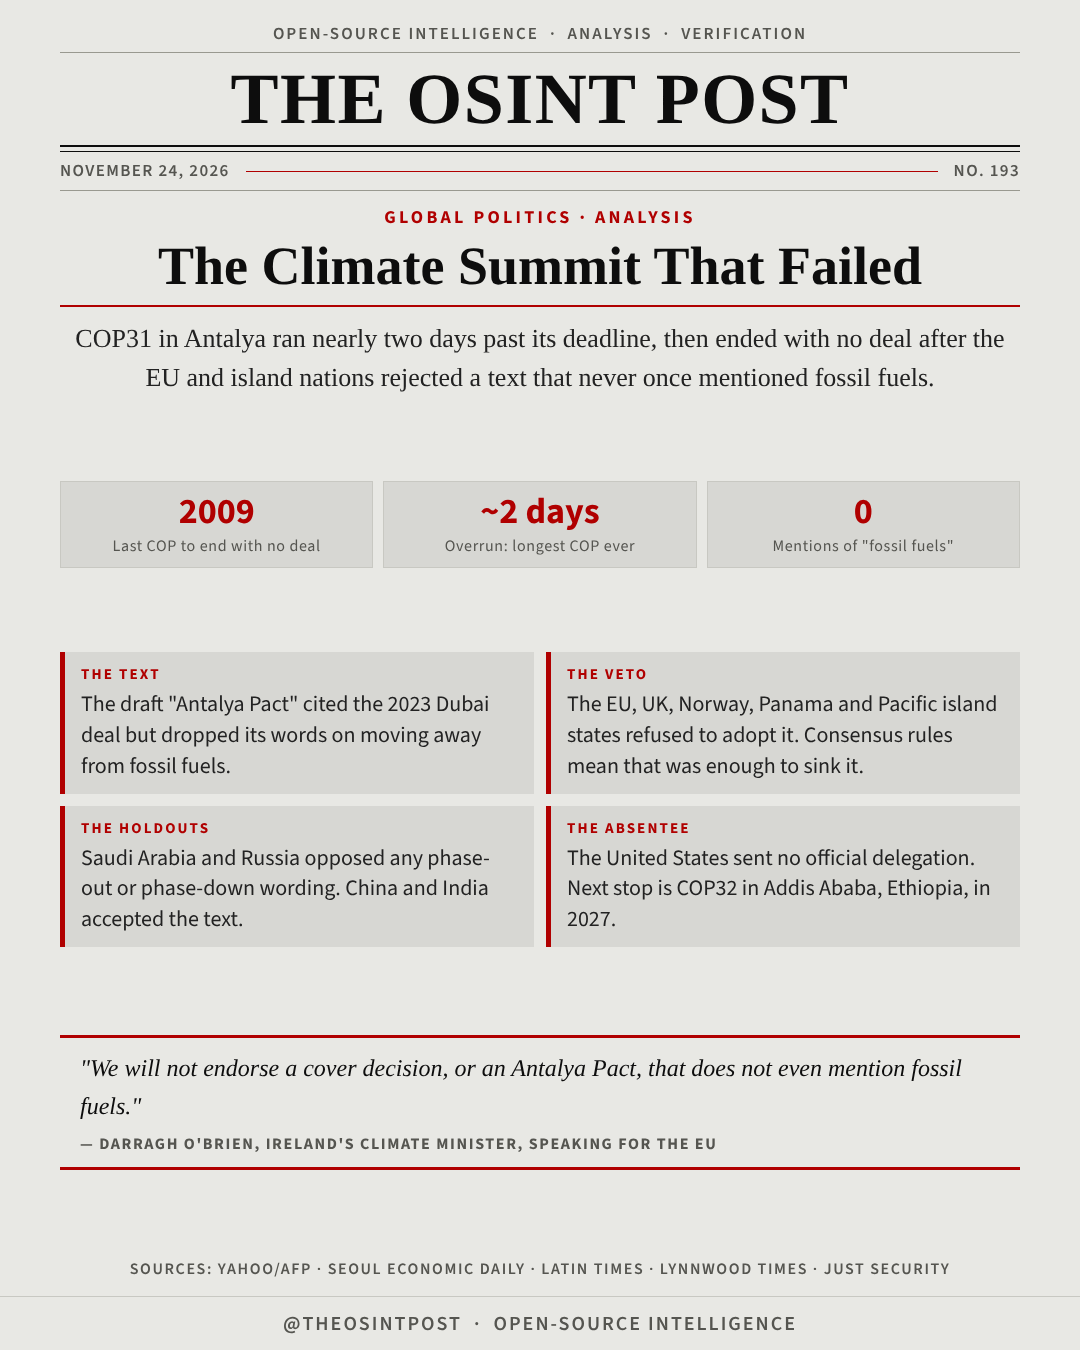 OPEN-SOURCE INTELLIGENCE · ANALYSIS · VERIFICATION
THE OSINT POST
NOVEMBER 24, 2026
NO. 193
GLOBAL POLITICS · ANALYSIS
The Climate Summit That Failed
COP31 in Antalya ran nearly two days past its deadline, then ended with no deal after the
EU and island nations rejected a text that never once mentioned fossil fuels.
2009
Last COP to end with no deal
~2 days
Overrun: longest COP ever
0
Mentions of "fossil fuels"
THE TEXT
The draft "Antalya Pact" cited the 2023 Dubai
deal but dropped its words on moving away
from fossil fuels.
THE VETO
The EU, UK, Norway, Panama and Pacific island
states refused to adopt it. Consensus rules
mean that was enough to sink it.
THE HOLDOUTS
Saudi Arabia and Russia opposed any phase-
out or phase-down wording. China and India
accepted the text.
THE ABSENTEE
The United States sent no official delegation.
Next stop is COP32 in Addis Ababa, Ethiopia, in
2027.
"We will not endorse a cover decision, or an Antalya Pact, that does not even mention fossil
fuels."
— DARRAGH O'BRIEN, IRELAND'S CLIMATE MINISTER, SPEAKING FOR THE EU
SOURCES: YAHOO/AFP · SEOUL ECONOMIC DAILY · LATIN TIMES · LYNNWOOD TIMES · JUST SECURITY
@THEOSINTPOST · OPEN-SOURCE INTELLIGENCE